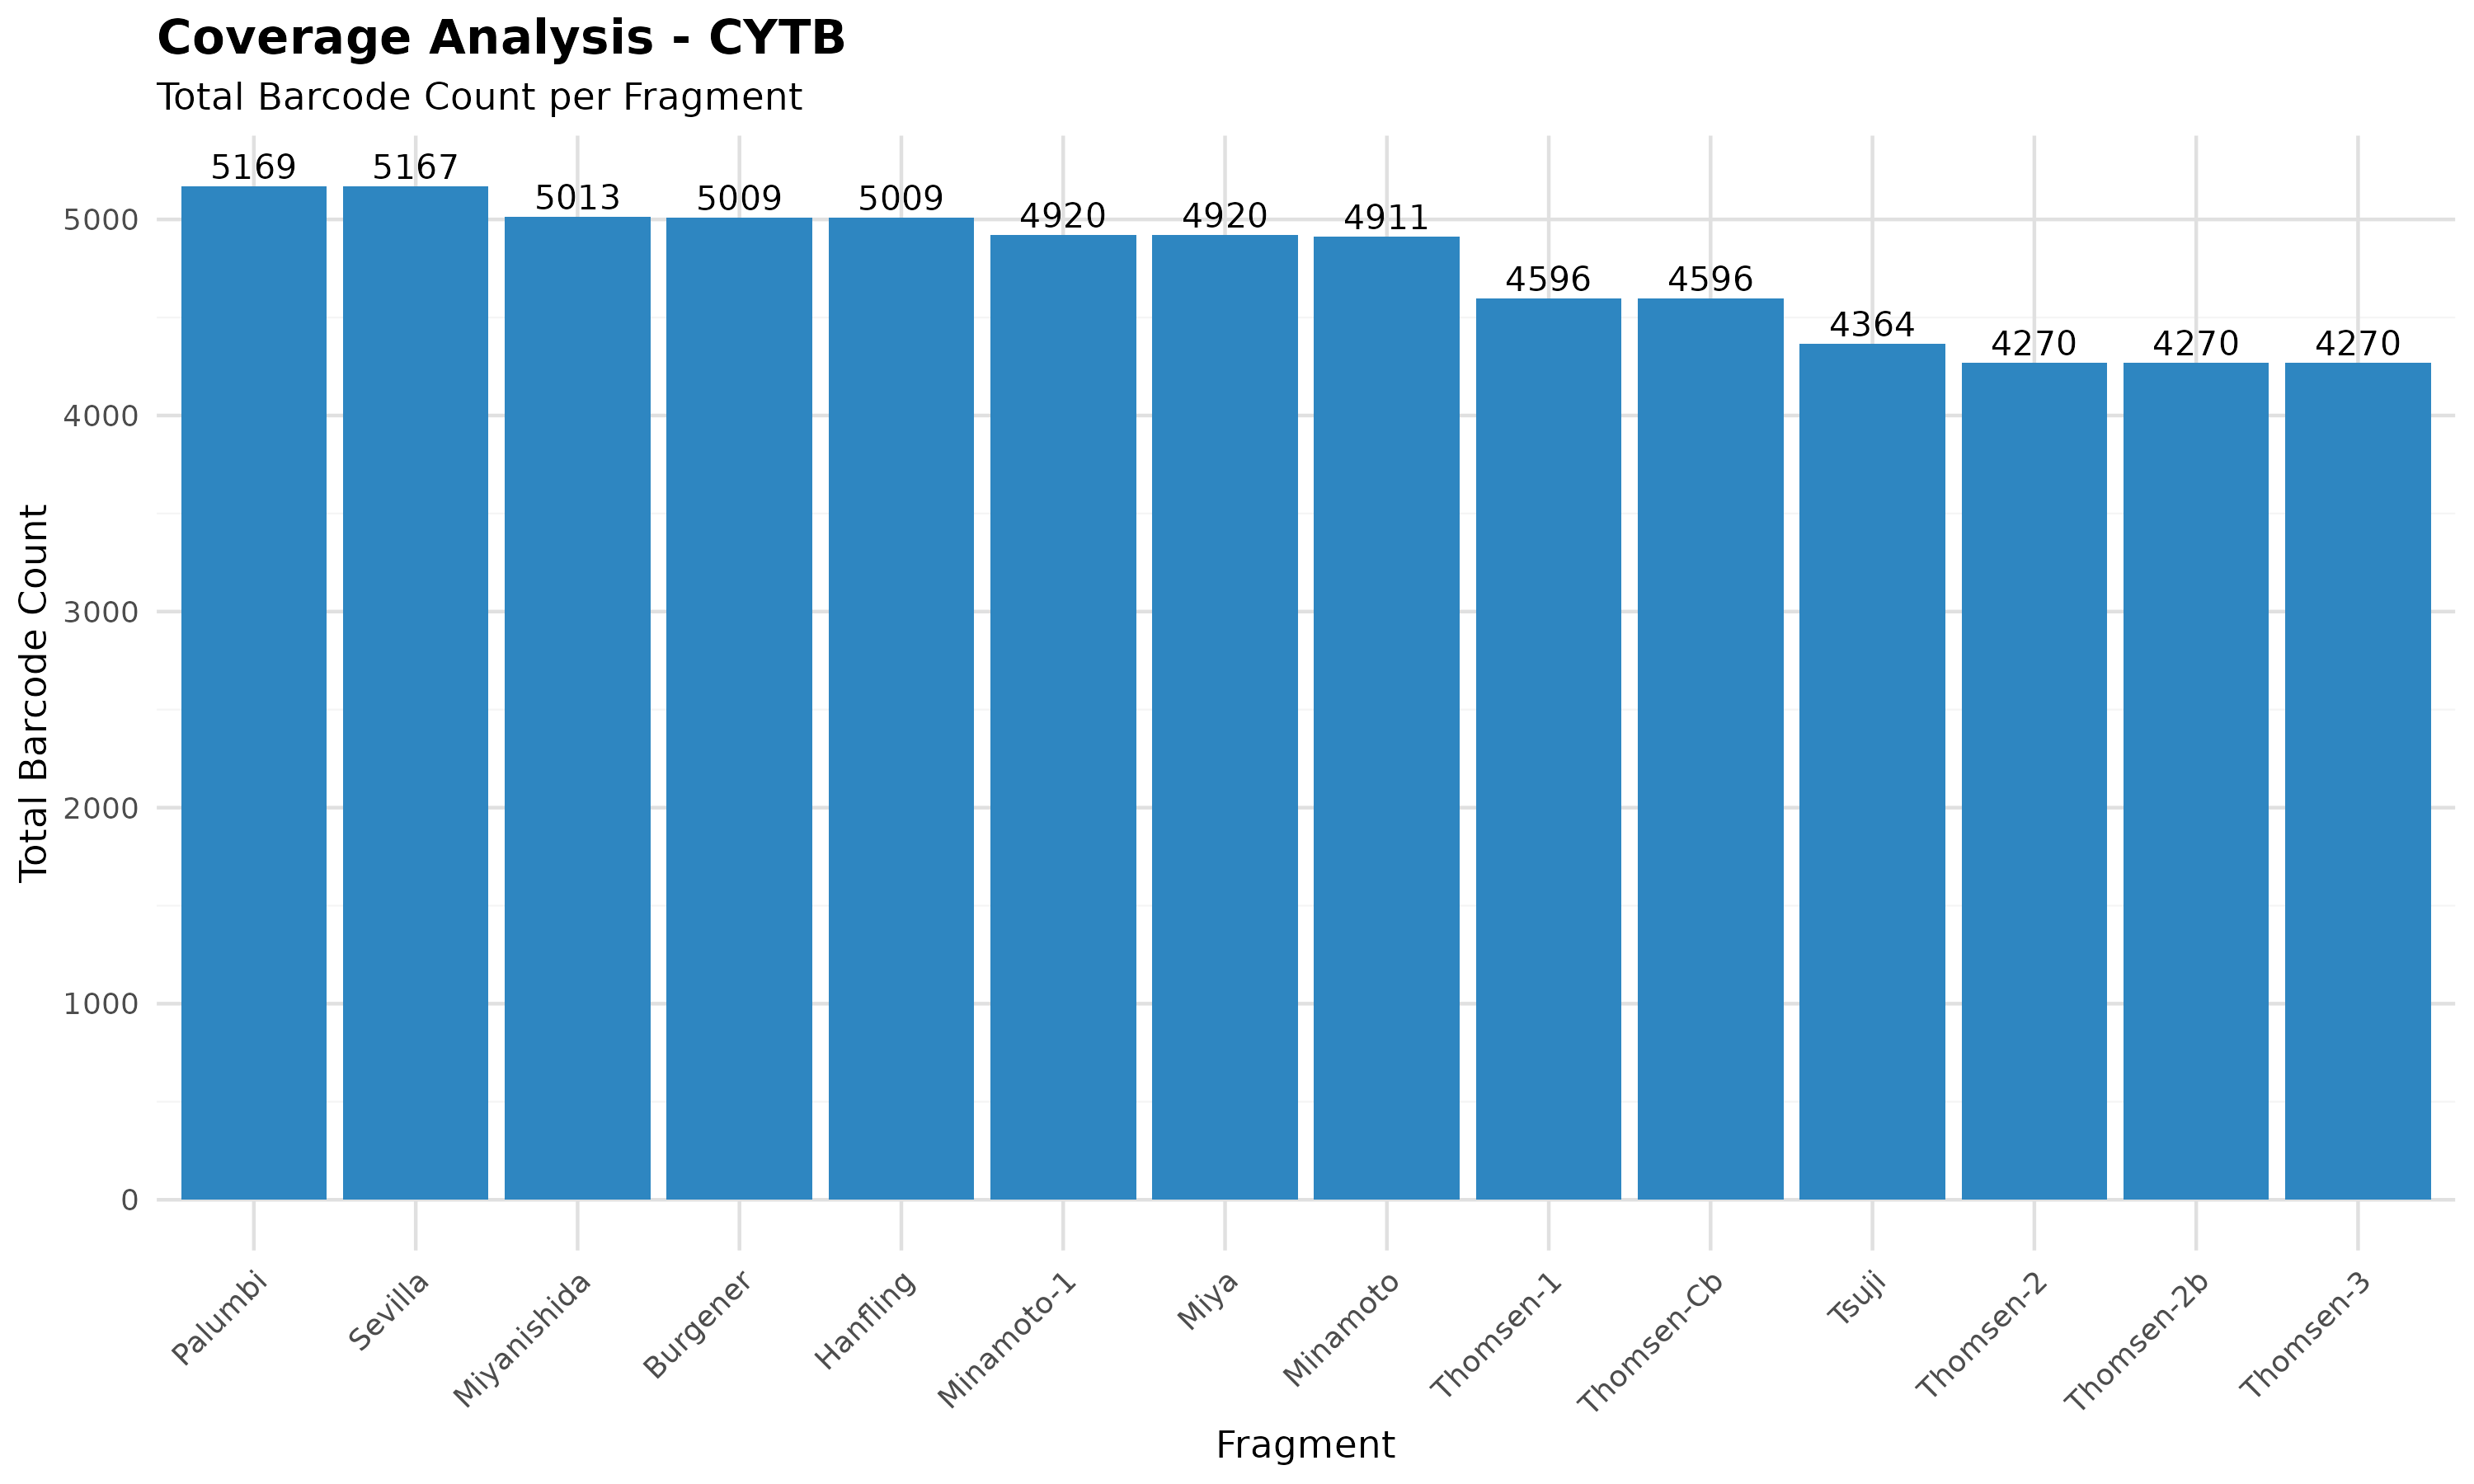 Coverage Analysis - CYTB
Total Barcode Count per Fragment
Total Barcode Count
5000
4000
3000
2000
1000
0
5169
5167
5013
5009
5009
4920
4920
4911
4596
4596
4364
4270
4270
4270
Palumbi
Sevilla
Miyanishida
Burgener
Hanfling
Minamoto-1
Miya
Minamoto
Thomsen-1
Thomsen-Cb
Tsuji
Thomsen-2
Thomsen-2b
Thomsen-3
Fragment